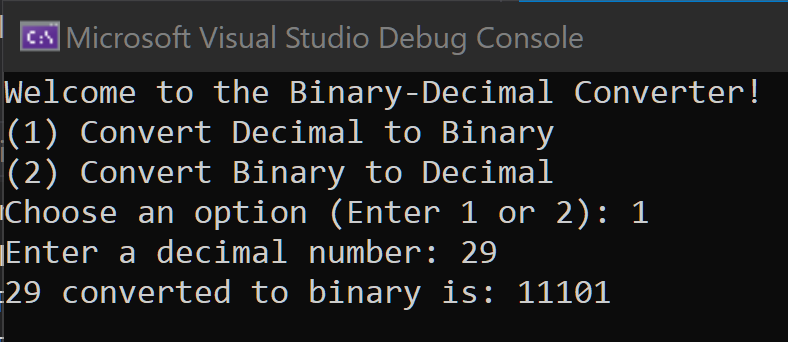 C:\ Microsoft Visual Studio Debug Console
Welcome to the Binary-Decimal Converter!
(1) Convert Decimal to Binary
(2) Convert Binary to Decimal
Choose an option (Enter 1 or 2): 1
Enter a decimal number: 29
29 converted to binary is: 11101